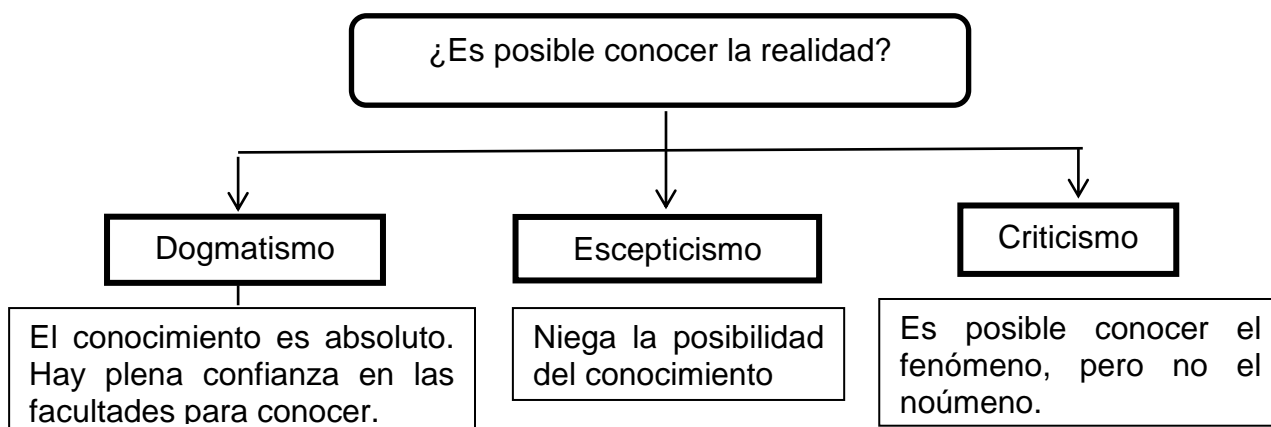 ¿Es posible conocer la realidad?
Dogmatismo
Escepticismo
Criticismo
El conocimiento es absoluto.
Hay plena confianza en las
facultades para conocer.
Niega la posibilidad
del conocimiento
Es posible conocer el
fenómeno, pero no el
noúmeno.